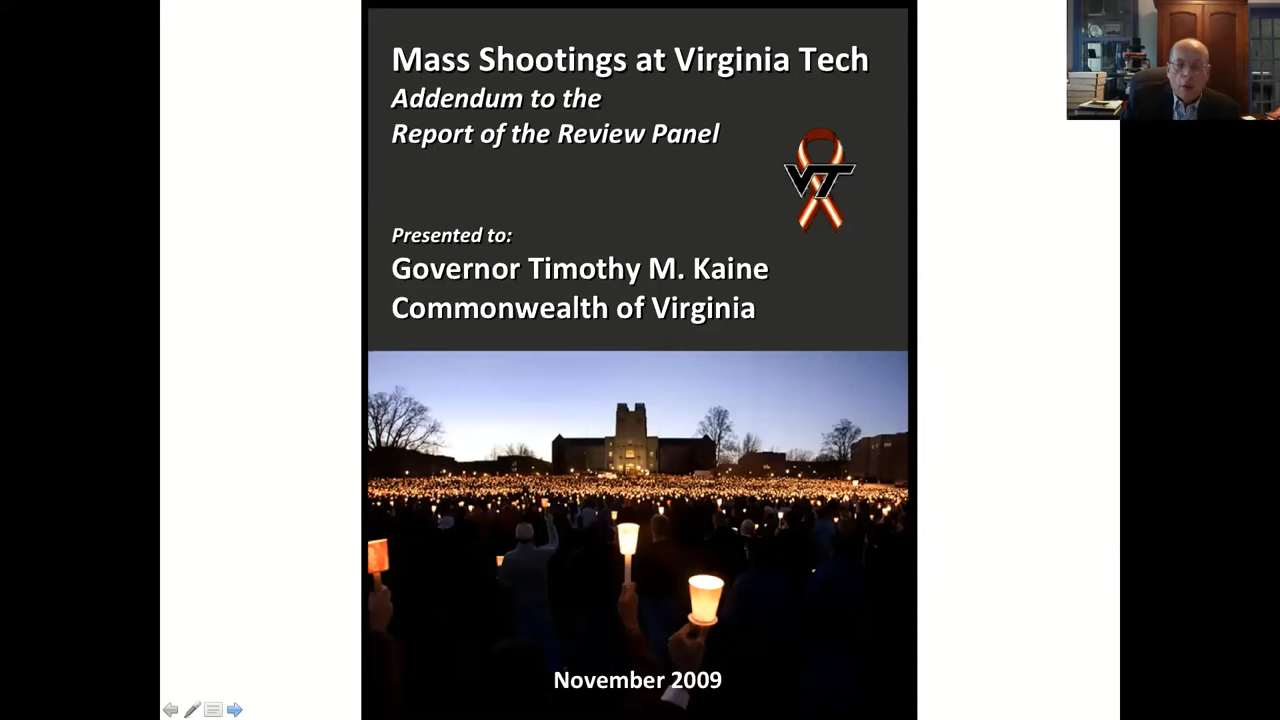 Mass Shootings at Virginia Tech
Addendum to the
Report of the Review Panel
VT
Presented to:
Governor Timothy M. Kaine
Commonwealth of Virginia
November 2009